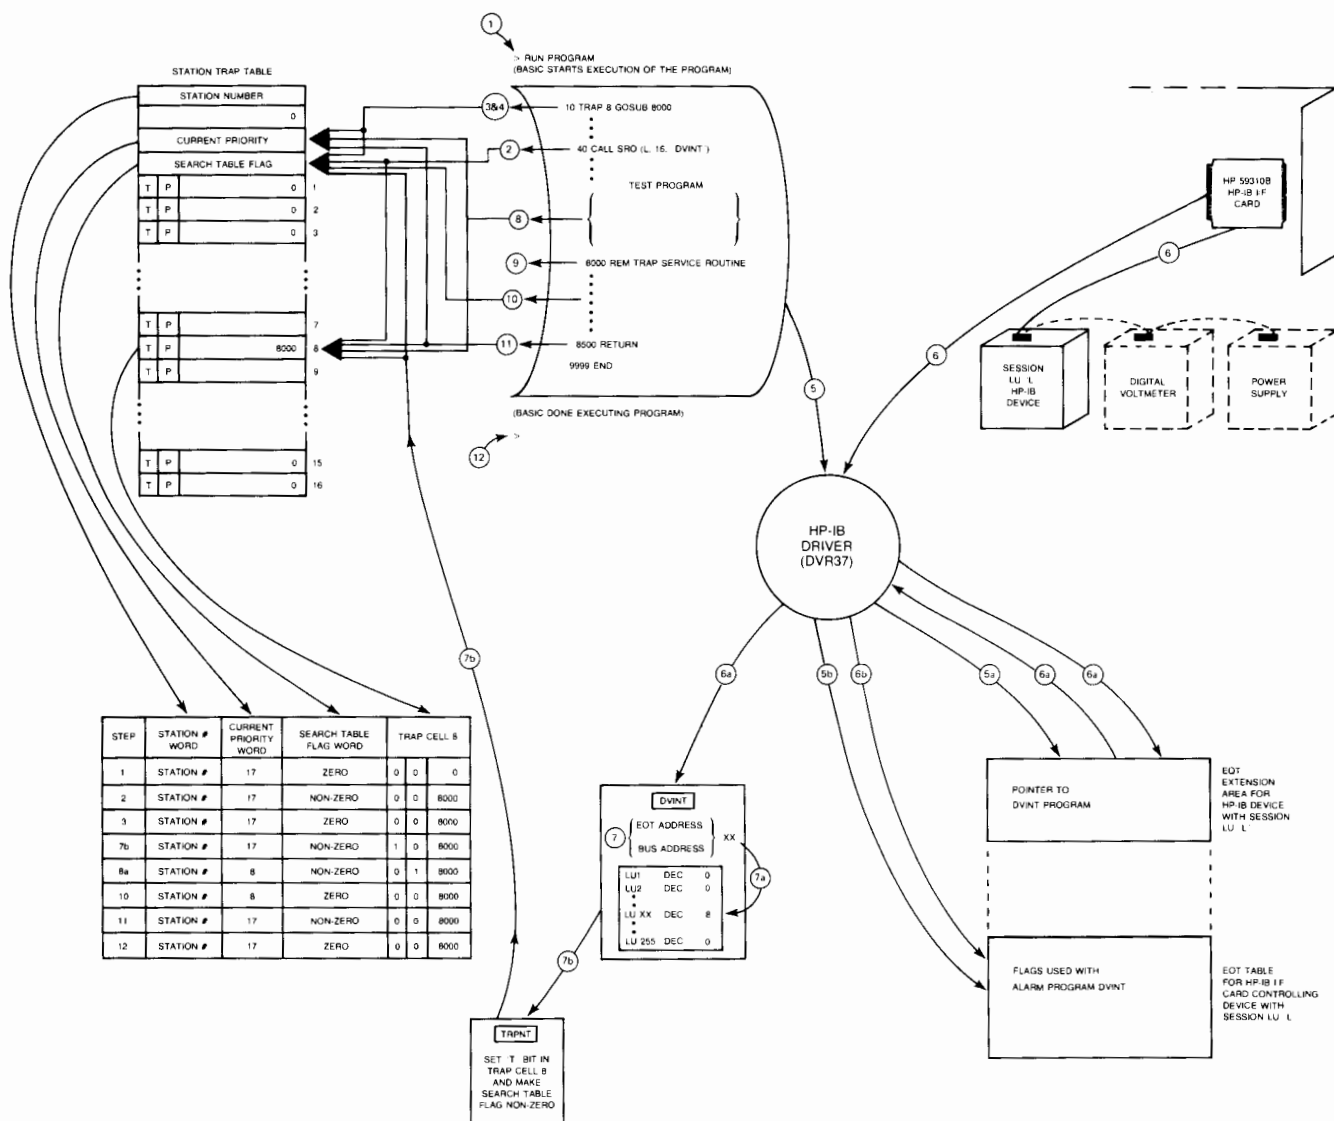 1
> RUN PROGRAM
(BASIC STARTS EXECUTION OF THE PROGRAM)
STATION TRAP TABLE
STATION NUMBER
0
CURRENT PRIORITY
SEARCH TABLE FLAG
T P 0 1
T P 0 2
T P 0 3
T P 7
T P 8000 8
T P 9
T P 0 15
T P 0 16
3&4
10 TRAP 8 GOSUB 8000
2
40 CALL SRQ (L, 16, DVINT )
TEST PROGRAM
8
9
8000 REM TRAP SERVICE ROUTINE
10
11
8500 RETURN
9999 END
(BASIC DONE EXECUTING PROGRAM)
12
>
HP 59310B
HP-IB I/F
CARD
6
6
5
SESSION
LU L
HP-IB
DEVICE
DIGITAL
VOLTMETER
POWER
SUPPLY
HP-IB
DRIVER
(DVR37)
7b
6a
5b
6b
5a
6a
6a
STEP STATION # WORD CURRENT PRIORITY WORD SEARCH TABLE FLAG WORD TRAP CELL 8
1 STATION # 17 ZERO 0 0 0
2 STATION # 17 NON-ZERO 0 0 8000
3 STATION # 17 ZERO 0 0 8000
7b STATION # 17 NON-ZERO 1 0 8000
8a STATION # 8 NON-ZERO 0 1 8000
10 STATION # 8 ZERO 0 0 8000
11 STATION # 17 NON-ZERO 0 0 8000
12 STATION # 17 ZERO 0 0 8000
DVINT
7
EQT ADDRESS
BUS ADDRESS
XX
7a
LU1 DEC 0
LU2 DEC 0
LU XX DEC 8
LU 255 DEC 0
7b
TRPNT
SET 'T' BIT IN
TRAP CELL 8
AND MAKE
SEARCH TABLE
FLAG NON-ZERO
POINTER TO
DVINT PROGRAM
EQT
EXTENSION
AREA FOR
HP-IB DEVICE
WITH SESSION
LU L
FLAGS USED WITH
ALARM PROGRAM DVINT
EQT TABLE
FOR HP-IB I/F
CARD CONTROLLING
DEVICE WITH
SESSION LU L